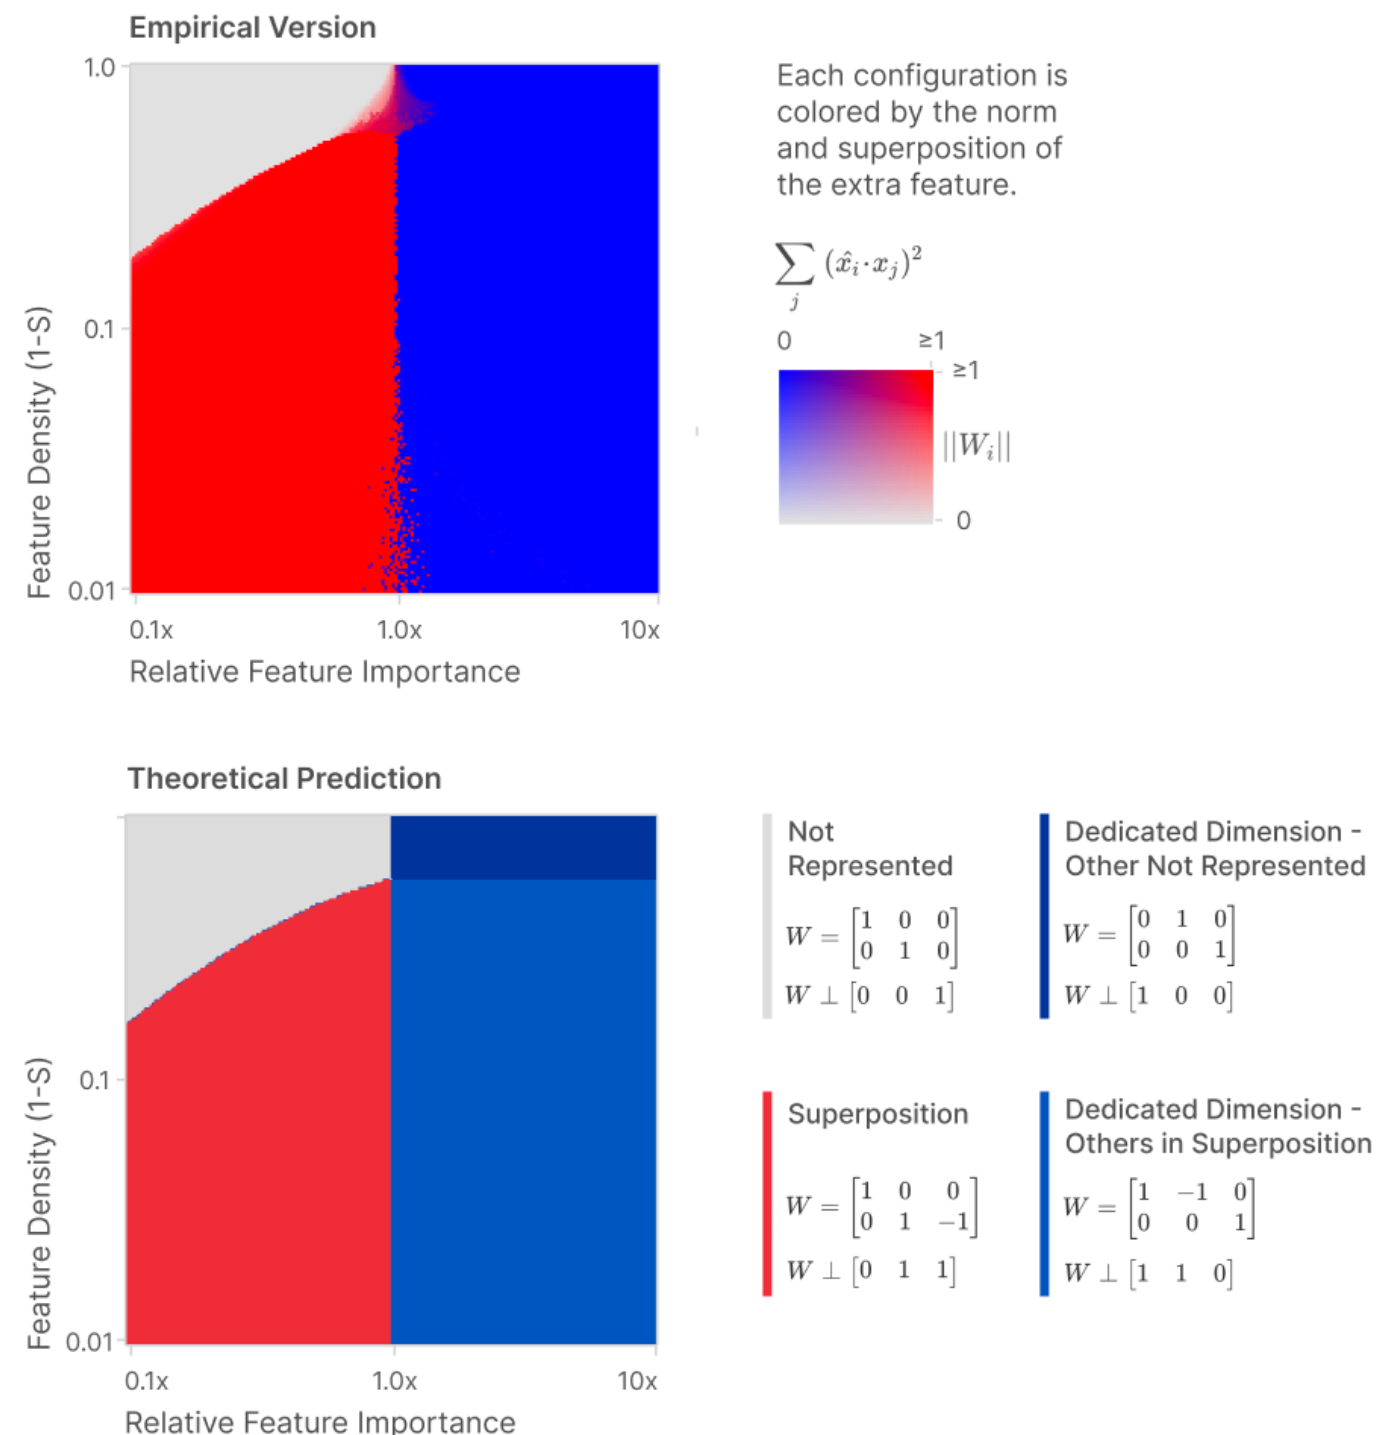 Empirical Version
1.0
0.1
0.01
Feature Density (1-S)
0.1x 1.0x 10x
Relative Feature Importance
Each configuration is
colored by the norm
and superposition of
the extra feature.
∑_j (x̂_i·x_j)²
0 ≥1
≥1
||W_i||
0
Theoretical Prediction
0.1
0.01
Feature Density (1-S)
0.1x 1.0x 10x
Relative Feature Importance
Not
Represented
W = [1 0 0
0 1 0]
W ⊥ [0 0 1]
Dedicated Dimension -
Other Not Represented
W = [0 1 0
0 0 1]
W ⊥ [1 0 0]
Superposition
W = [1 0 0
0 1 −1]
W ⊥ [0 1 1]
Dedicated Dimension -
Others in Superposition
W = [1 −1 0
0 0 1]
W ⊥ [1 1 0]